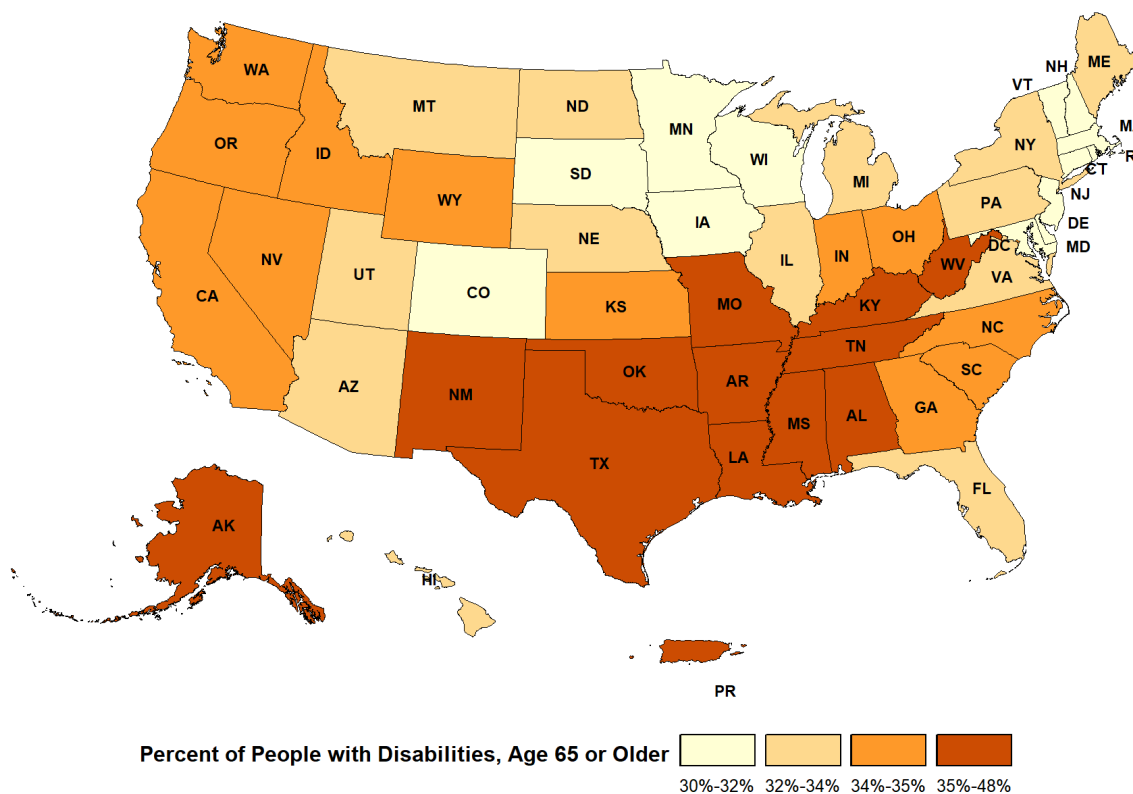 WA
MT
ND
MN
VT
NH
ME
OR
ID
WY
SD
WI
MI
NY
CT
NV
UT
CO
NE
IA
IL
IN
OH
PA
NJ
DE
MD
DC
CA
AZ
NM
KS
MO
KY
WV
VA
OK
AR
TN
NC
SC
TX
LA
MS
AL
GA
FL
AK
HI
PR
Percent of People with Disabilities, Age 65 or Older
30%-32%
32%-34%
34%-35%
35%-48%